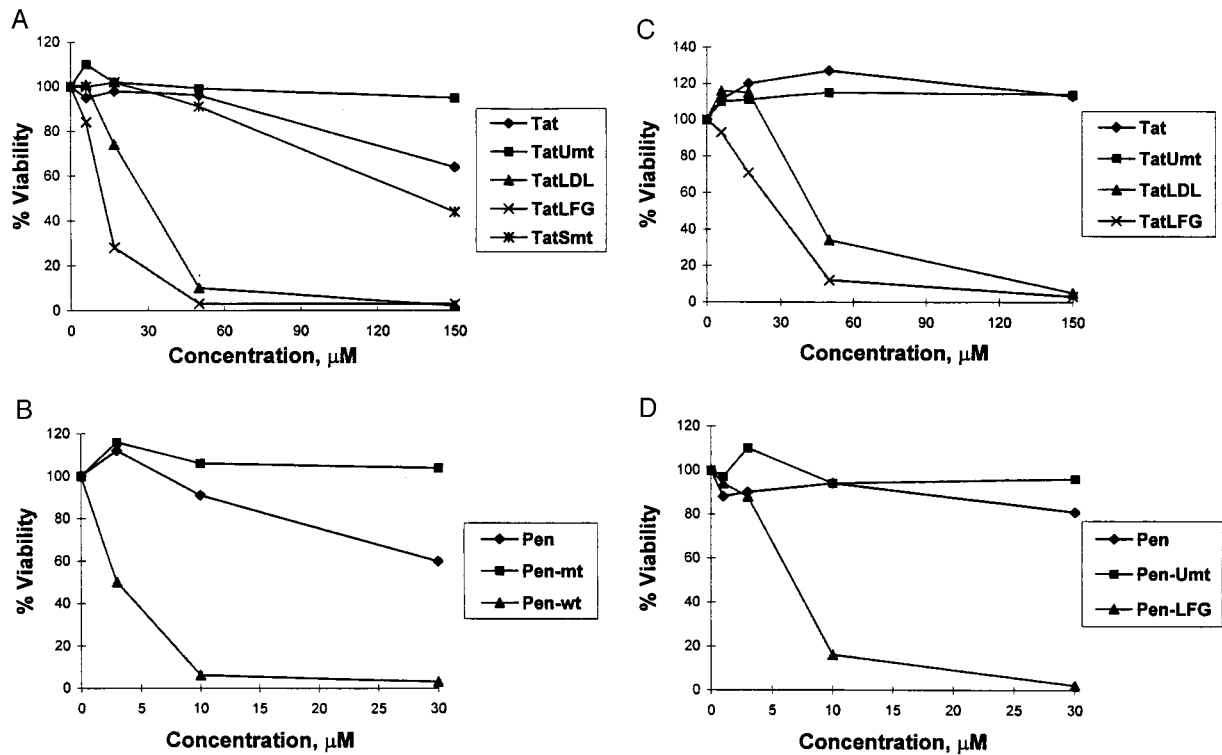 A
120
100
80
60
40
20
0
% Viability
0 30 60 90 120 150
Concentration, μM
Tat
TatUmt
TatLDL
TatLFG
TatSmt
C
140
120
100
80
60
40
20
0
% Viability
0 30 60 90 120 150
Concentration, μM
Tat
TatUmt
TatLDL
TatLFG
B
120
100
80
60
40
20
0
% Viability
0 5 10 15 20 25 30
Concentration, μM
Pen
Pen-mt
Pen-wt
D
120
100
80
60
40
20
0
% Viability
0 5 10 15 20 25 30
Concentration, μM
Pen
Pen-Umt
Pen-LFG